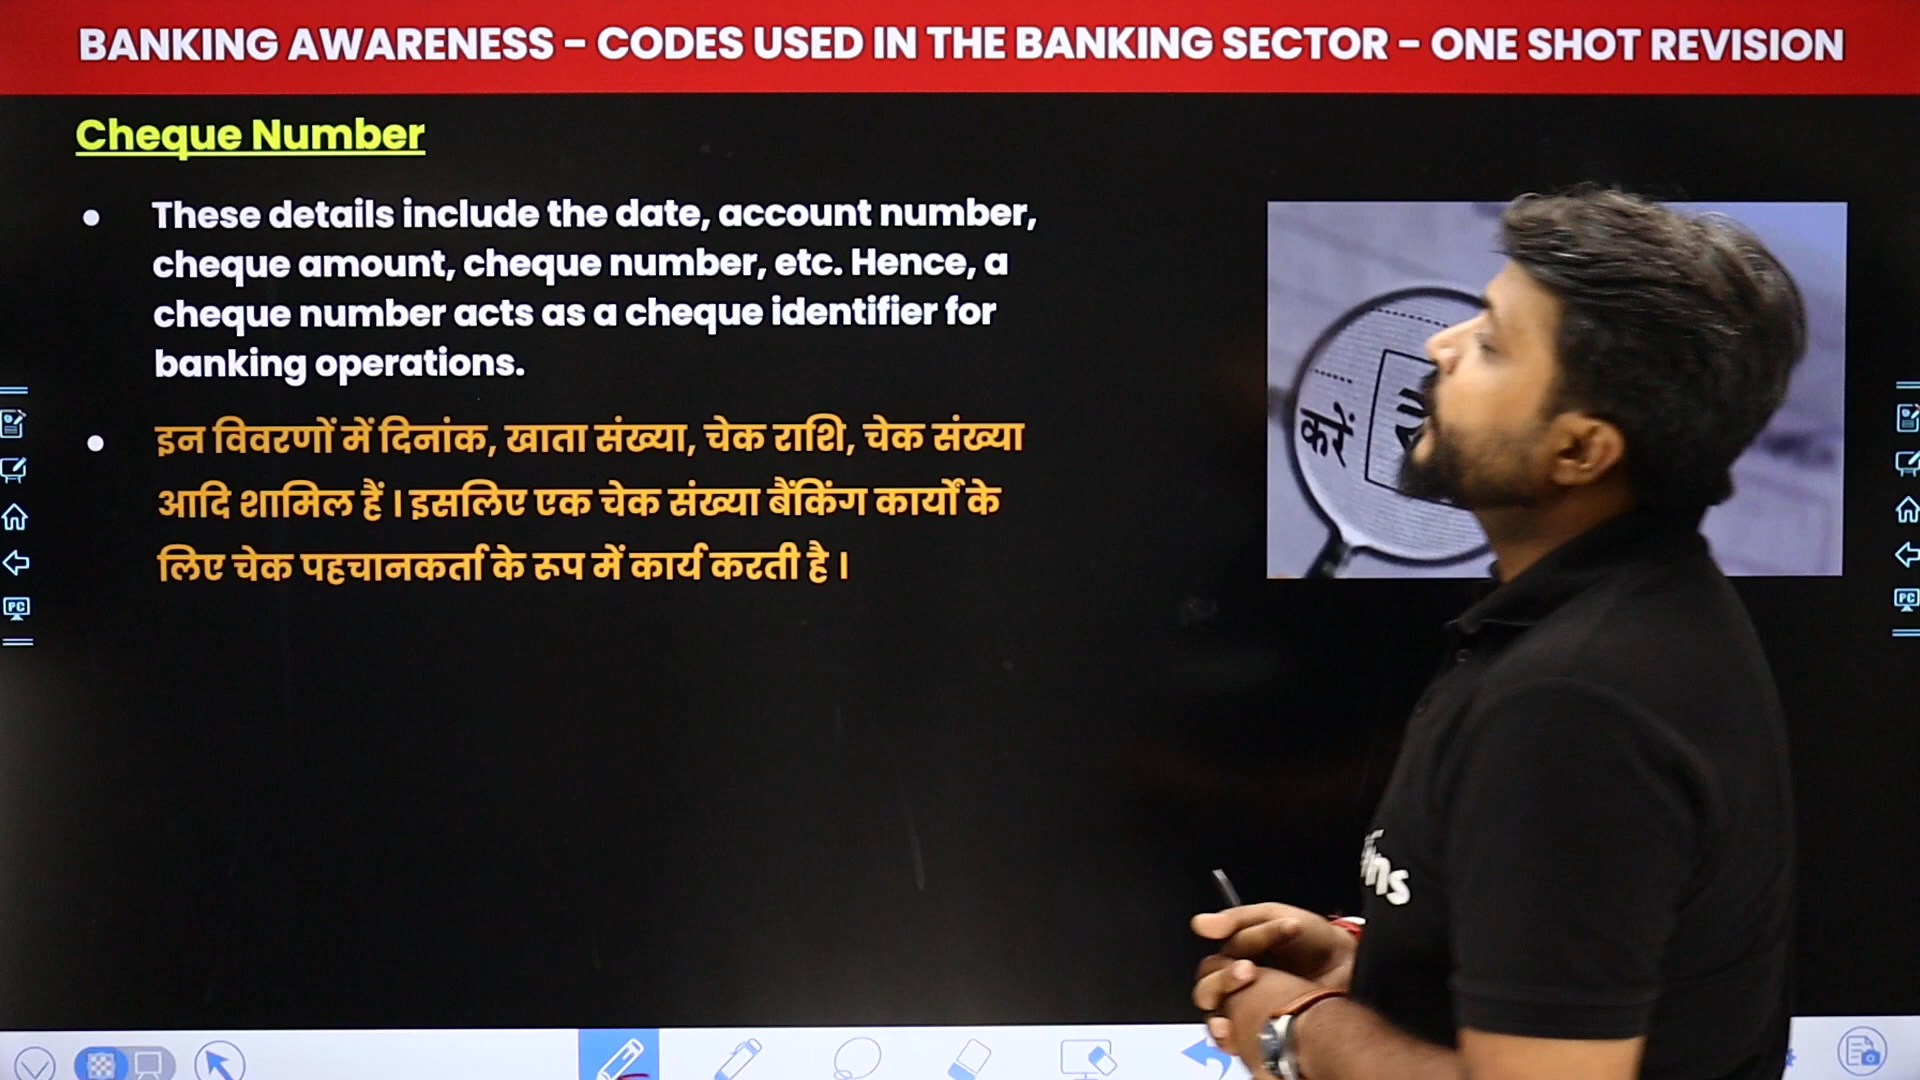 BANKING AWARENESS – CODES USED IN THE BANKING SECTOR – ONE SHOT REVISION
Cheque Number
• These details include the date, account number,
cheque amount, cheque number, etc. Hence, a
cheque number acts as a cheque identifier for
banking operations.
• इन विवरणों में दिनांक, खाता संख्या, चेक राशि, चेक संख्या
आदि शामिल हैं । इसलिए एक चेक संख्या बैंकिंग कार्यों के
लिए चेक पहचानकर्ता के रूप में कार्य करती है ।
करें
PC
PC